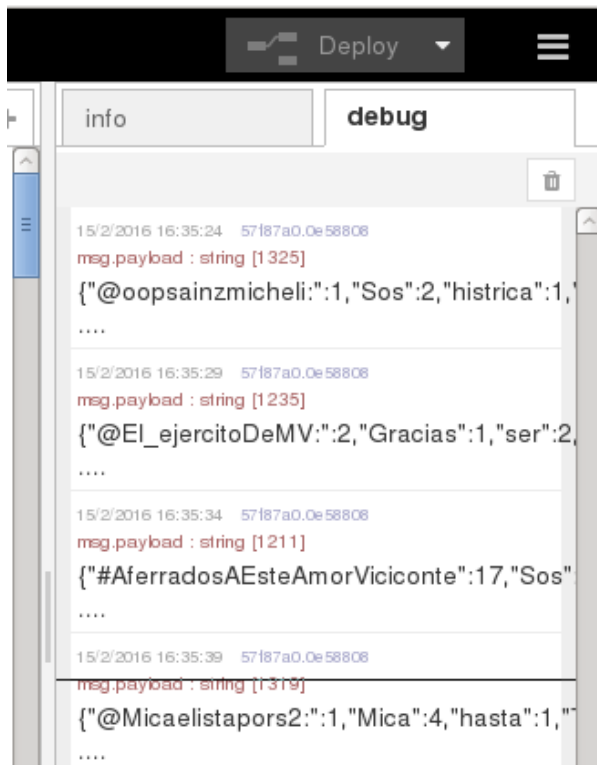 Deploy
info
debug
15/2/2016 16:35:24 57f87a0.0e58808
msg.payload : string [1325]
{"@oopsainzmicheli:":1,"Sos":2,"histrica":1,
....
15/2/2016 16:35:29 57f87a0.0e58808
msg.payload : string [1235]
{"@El_ejercitoDeMV:":2,"Gracias":1,"ser":2,
....
15/2/2016 16:35:34 57f87a0.0e58808
msg.payload : string [1211]
{"#AferradosAEsteAmorViciconte":17,"Sos":
....
15/2/2016 16:35:39 57f87a0.0e58808
msg.payload : string [1319]
{"@Micaelistapors2:":1,"Mica":4,"hasta":1,"
....